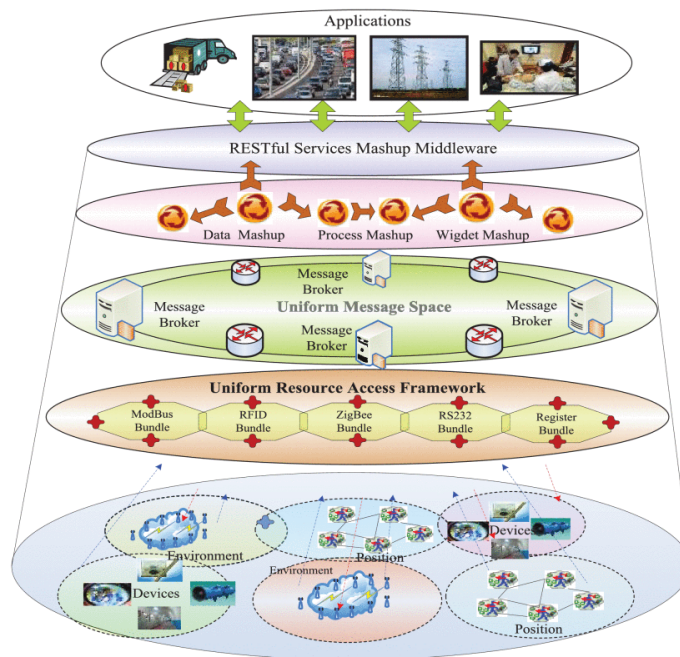 Applications
RESTful Services Mashup Middleware
Data Mashup
Process Mashup
Wigdet Mashup
Message
Broker
Message
Broker
Uniform Message Space
Message
Broker
Message
Broker
Uniform Resource Access Framework
ModBus
Bundle
RFID
Bundle
ZigBee
Bundle
RS232
Bundle
Register
Bundle
Environment
Position
Devices
Environment
Devices
Position